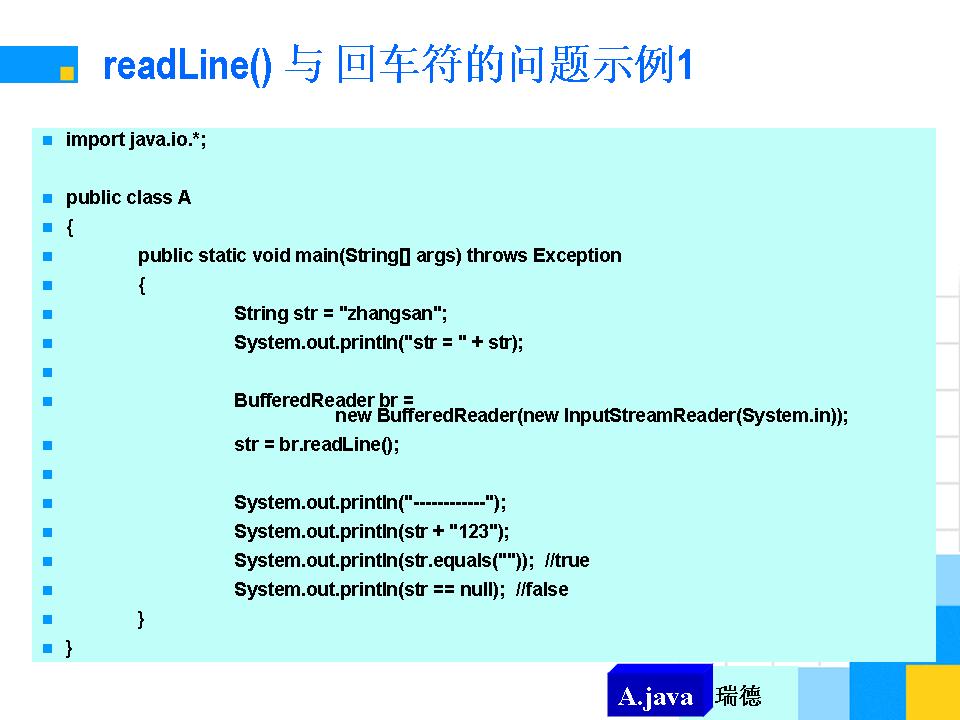 readLine() 与 回车符的问题示例1
import java.io.*;
public class A
{
public static void main(String[] args) throws Exception
{
String str = "zhangsan";
System.out.println("str = " + str);
BufferedReader br =
new BufferedReader(new InputStreamReader(System.in));
str = br.readLine();
System.out.println("------------");
System.out.println(str + "123");
System.out.println(str.equals("")); //true
System.out.println(str == null); //false
}
}
A.java
瑞德